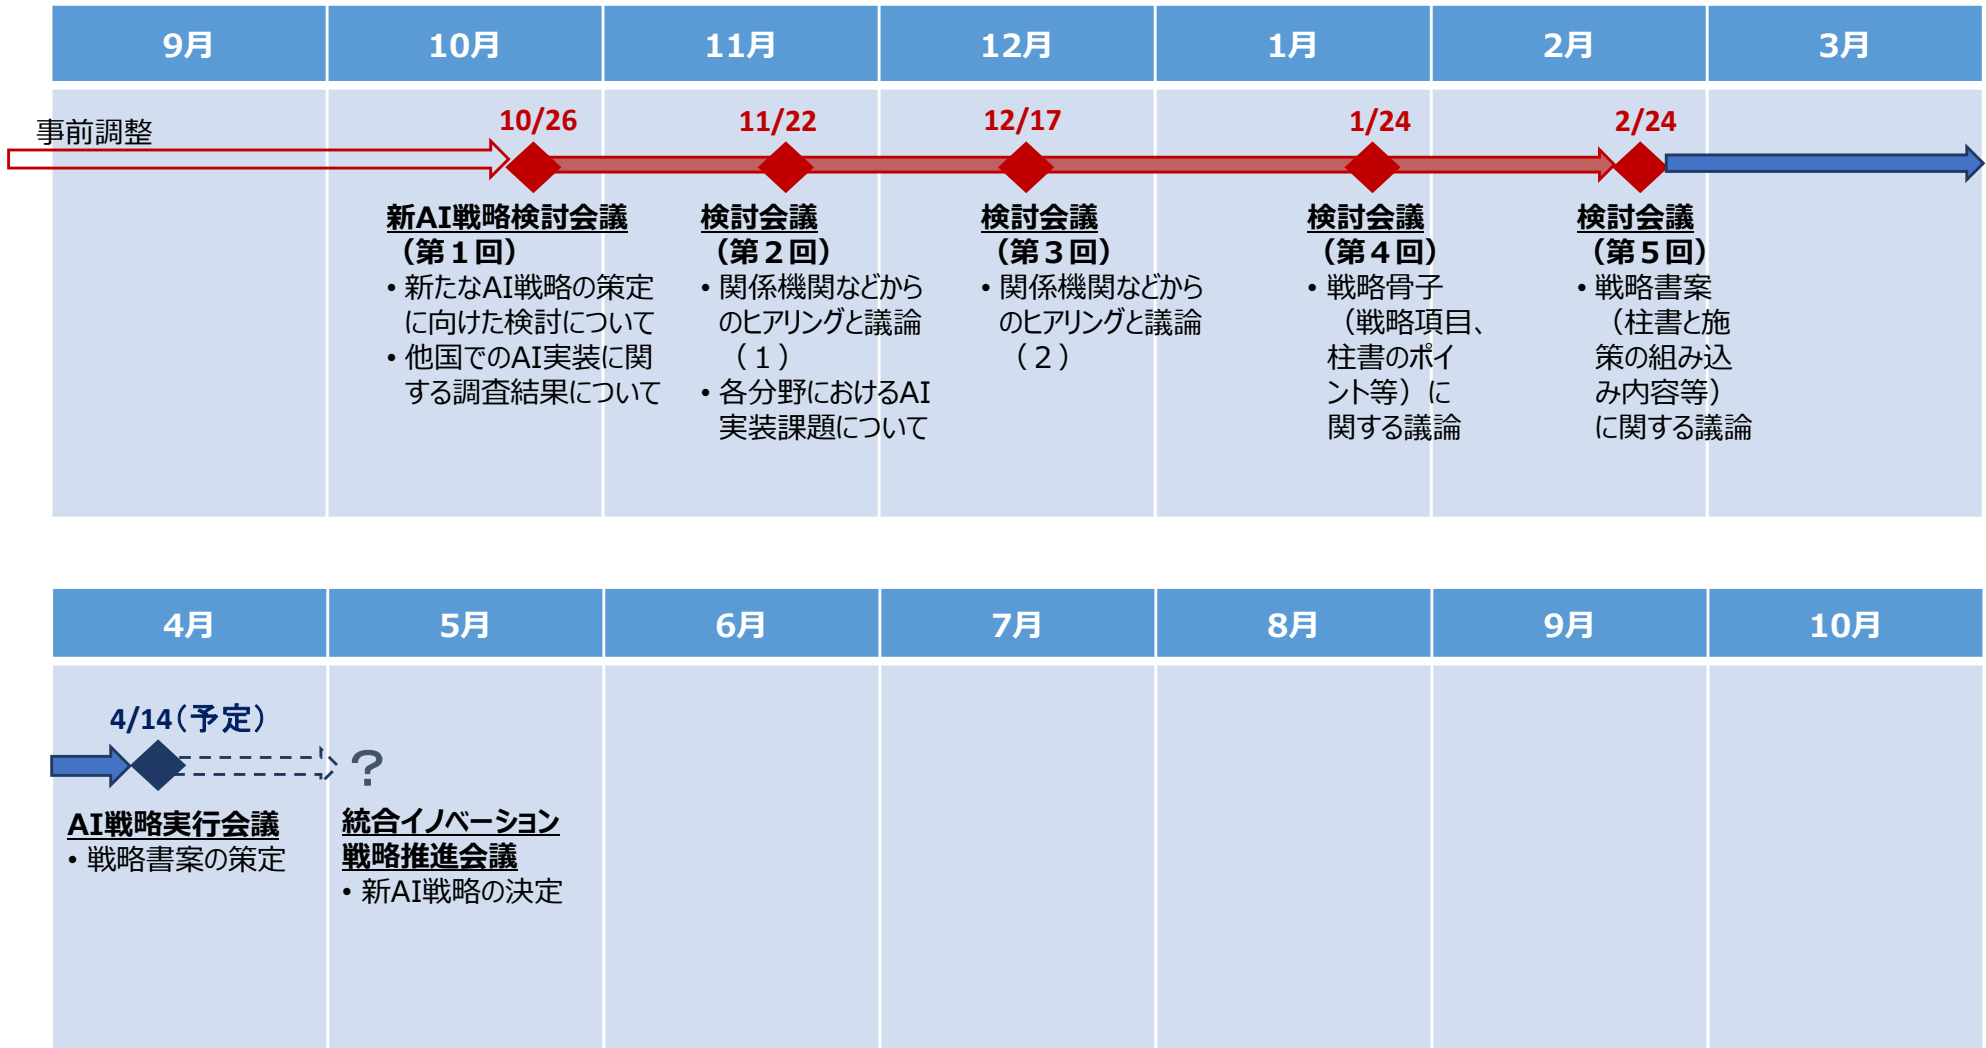 9月 10月 11月 12月 1月 2月 3月
事前調整
10/26 11/22 12/17 1/24 2/24
新AI戦略検討会議
（第１回）
• 新たなAI戦略の策定
に向けた検討について
• 他国でのAI実装に関
する調査結果について
検討会議
（第２回）
• 関係機関などから
のヒアリングと議論
（１）
• 各分野におけるAI
実装課題について
検討会議
（第３回）
• 関係機関などから
のヒアリングと議論
（２）
検討会議
（第４回）
• 戦略骨子
（戦略項目、
柱書のポイ
ント等）に
関する議論
検討会議
（第５回）
• 戦略書案
（柱書と施
策の組み込
み内容等）
に関する議論
4月 5月 6月 7月 8月 9月 10月
4/14（予定）
？
AI戦略実行会議
• 戦略書案の策定
統合イノベーション
戦略推進会議
• 新AI戦略の決定